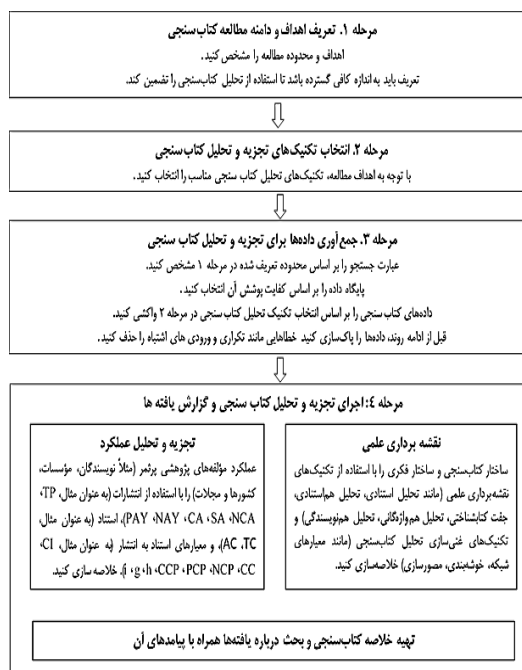 مرحله ۱. تعریف اهداف و دامنه مطالعه کتاب‌سنجی
اهداف و محدوده مطالعه را مشخص کنید.
تعریف باید به اندازه کافی گسترده باشد تا استفاده از تحلیل کتاب‌سنجی را تضمین کند.
مرحله ۲. انتخاب تکنیک‌های تجزیه و تحلیل کتاب‌سنجی
با توجه به اهداف مطالعه، تکنیک‌های تحلیل کتاب سنجی مناسب را انتخاب کنید.
مرحله ۳. جمع‌آوری داده‌ها برای تجزیه و تحلیل کتاب سنجی
عبارت جستجو را بر اساس محدوده تعریف شده در مرحله ۱ مشخص کنید.
پایگاه داده را بر اساس کفایت پوشش آن انتخاب کنید.
داده‌های کتاب سنجی را بر اساس انتخاب تکنیک تحلیل کتاب‌سنجی در مرحله ۲ واکشی کنید.
قبل از ادامه روند، داده‌ها را پاک‌سازی کنید. خطاهایی مانند تکراری و ورودی های اشتباه را حذف کنید.
مرحله ٤: اجرای تجزیه و تحلیل کتاب سنجی و گزارش یافته ها
نقشه برداری علمی
ساختار کتاب‌سنجی و ساختار فکری را با استفاده از تکنیک‌های
نقشه‌برداری علمی (مانند تحلیل استنادی، تحلیل هم‌استنادی،
جفت کتابشناختی، تحلیل هم‌واژه‌گانی، تحلیل هم‌نویسندگی) و
تکنیک‌های غنی‌سازی تحلیل کتاب‌سنجی (مانند معیارهای
شبکه، خوشه‌بندی، مصورسازی) خلاصه‌سازی کنید.
تجزیه و تحلیل عملکرد
عملکرد مؤلفه‌های پژوهشی پرثمر (مثلاً نویسندگان، مؤسسات،
کشورها و مجلات) را با استفاده از انتشارات (به عنوان مثال، TP،
NCA، SA، CA، NAY، PAY)، استناد (به عنوان مثال،
TC، AC)، و معیارهای استناد به انتشار (به عنوان مثال، CI،
CC، NCP، PCP، CCP، h، g، i)، خلاصه سازی کنید.
تهیه خلاصه کتاب‌سنجی و بحث درباره یافته‌ها همراه با پیامدهای آن